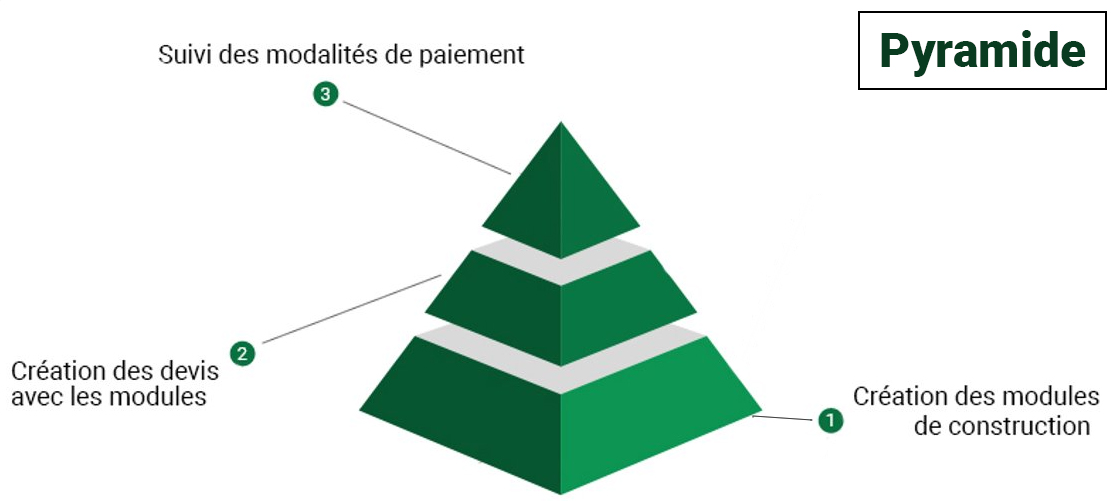 Pyramide
Suivi des modalités de paiement
3
2
Création des devis
avec les modules
1
Création des modules
de construction